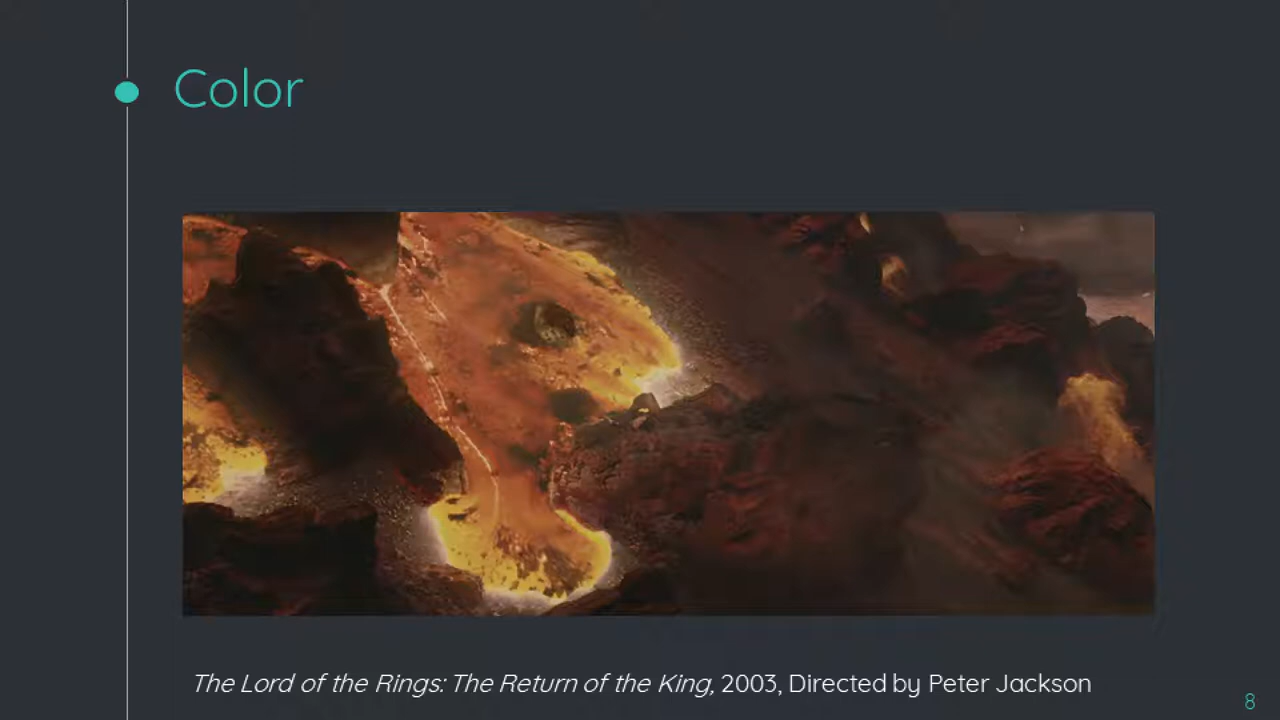 Color
The Lord of the Rings: The Return of the King, 2003, Directed by Peter Jackson
8